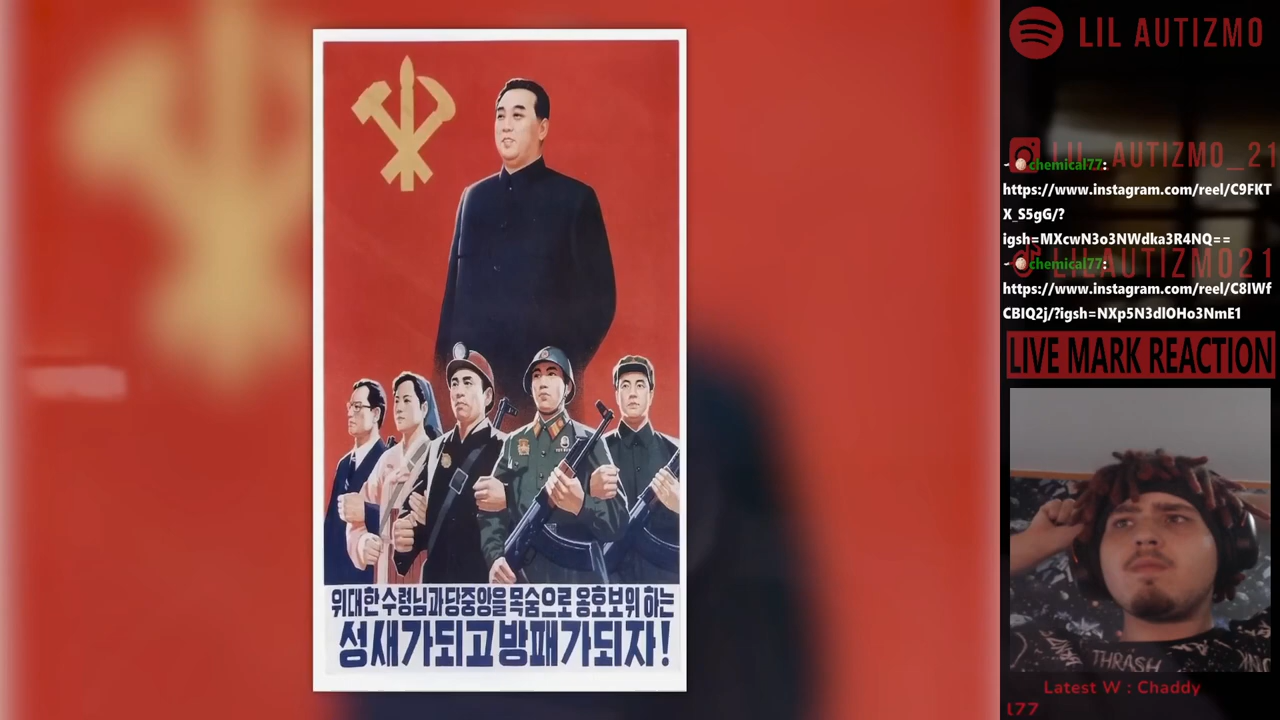 위대한 수령님과 당중앙을 목숨으로 옹호보위 하는
성새가되고 방패가되자!
LIL AUTIZMO
LIL_AUTIZMO_21
chemical77:
https://www.instagram.com/reel/C9FKT
X_S5gG/?
igsh=MXcwN3o3NWdka3R4NQ==
LILAUTIZMO21
chemical77:
https://www.instagram.com/reel/C8IWf
CBIQ2j/?igsh=NXp5N3dlOHo3NmE1
LIVE MARK REACTION
THRASH
Latest W : Chaddy
l77